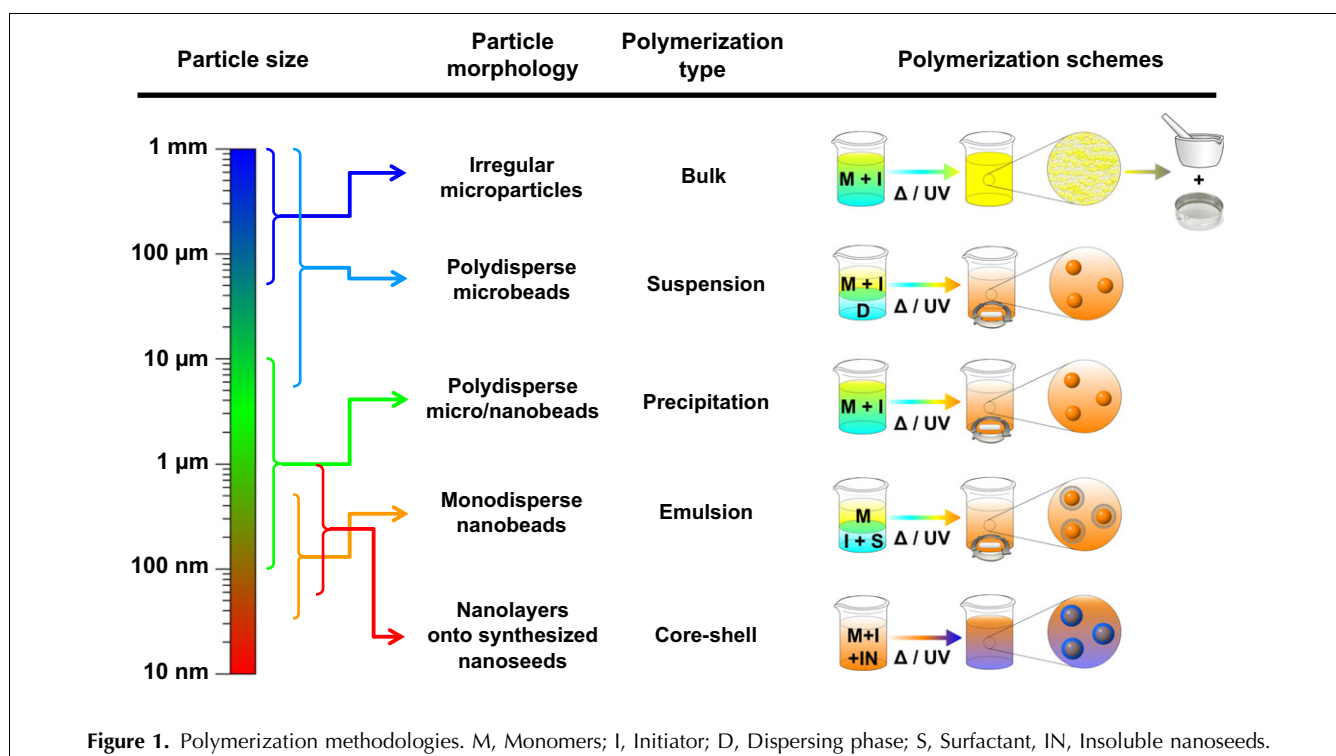 Particle size
Particle
morphology
Polymerization
type
Polymerization schemes
1 mm
100 µm
10 µm
1 µm
100 nm
10 nm
Irregular
microparticles
Bulk
M + I
Δ / UV
+
Polydisperse
microbeads
Suspension
M + I
D
Δ / UV
Polydisperse
micro/nanobeads
Precipitation
M + I
Δ / UV
Monodisperse
nanobeads
Emulsion
M
I + S
Δ / UV
Nanolayers
onto synthesized
nanoseeds
Core-shell
M+I
+IN
Δ / UV
Figure 1. Polymerization methodologies. M, Monomers; I, Initiator; D, Dispersing phase; S, Surfactant, IN, Insoluble nanoseeds.